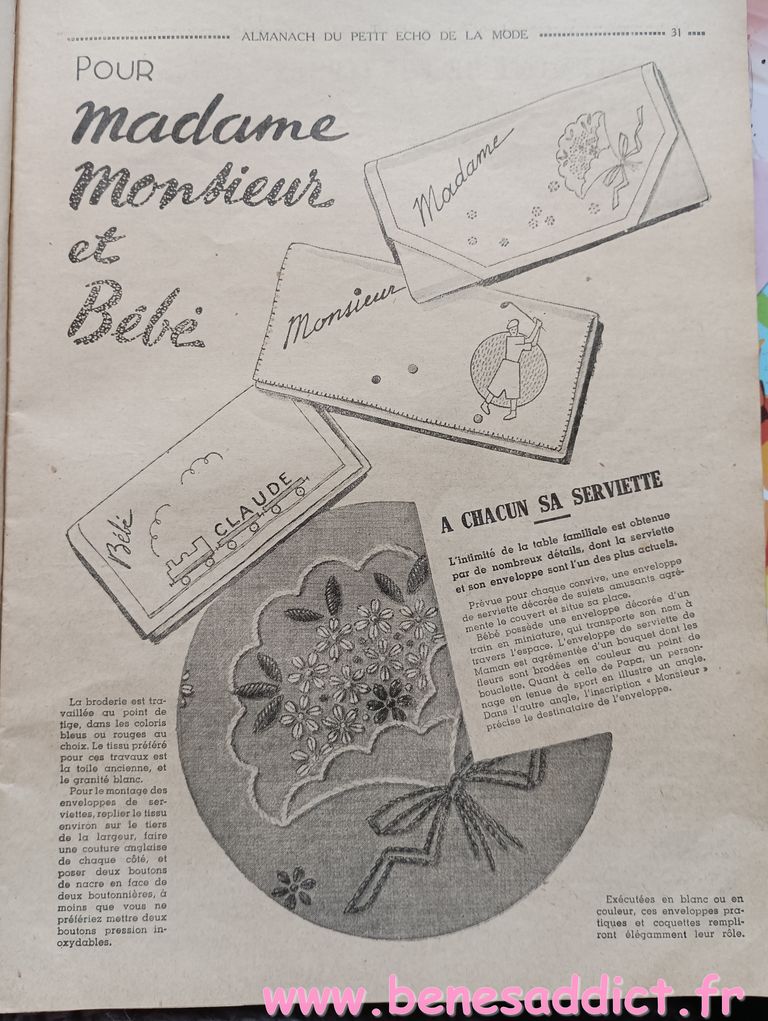 ALMANACH DU PETIT ECHO DE LA MODE 31
POUR
Madame
Monsieur
et
Bébé
Madame
Monsieur
Bébé
CLAUDE
A CHACUN SA SERVIETTE
L'intimité de la table familiale est obtenue
par de nombreux détails, dont la serviette
et son enveloppe sont l'un des plus actuels.
Prévue pour chaque convive, une enveloppe
de serviette décorée de sujets amusants agré-
mente le couvert et situe sa place.
Bébé possède une enveloppe décorée d'un
train en miniature, qui transporte son nom à
travers l'espace. L'enveloppe de serviette de
Maman est agrémentée d'un bouquet dont les
fleurs sont brodées en couleur au point de
bouclette. Quant à celle de Papa, un person-
nage en tenue de sport en illustre un angle.
Dans l'autre angle, l'inscription « Monsieur »
précise le destinataire de l'enveloppe.
La broderie est tra-
vaillée au point de
tige, dans les coloris
bleus ou rouges au
choix. Le tissu préféré
pour ces travaux est
la toile ancienne, et
le granité blanc.
Pour le montage des
enveloppes de ser-
viettes, replier le tissu
environ sur le tiers
de la largeur, faire
une couture anglaise
de chaque côté, et
poser deux boutons
de nacre en face de
deux boutonnières, à
moins que vous ne
préfériez mettre deux
boutons pression in-
oxydables.
Exécutées en blanc ou en
couleur, ces enveloppes pra-
tiques et coquettes rempli-
ront élégamment leur rôle.
www.benesaddict.fr